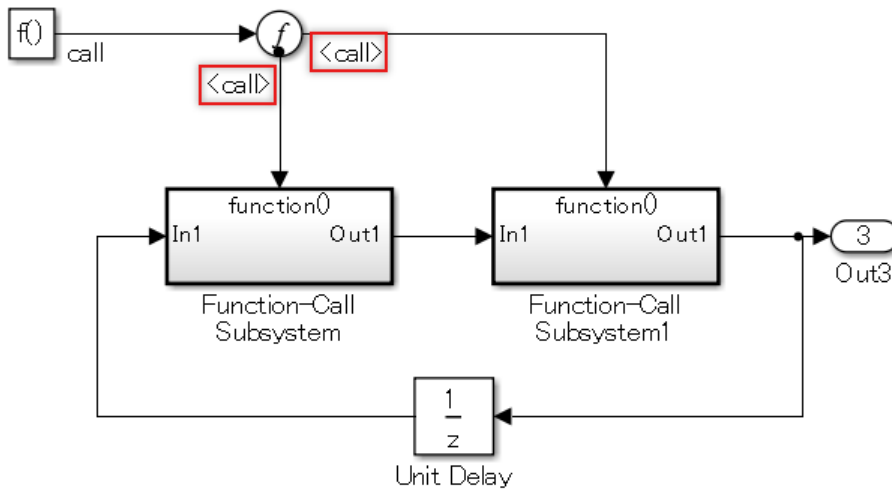 f()
call
f
<call>
<call>
function()
In1
Out1
Function-Call
Subsystem
function()
In1
Out1
Function-Call
Subsystem1
3
Out3
1
z
Unit Delay